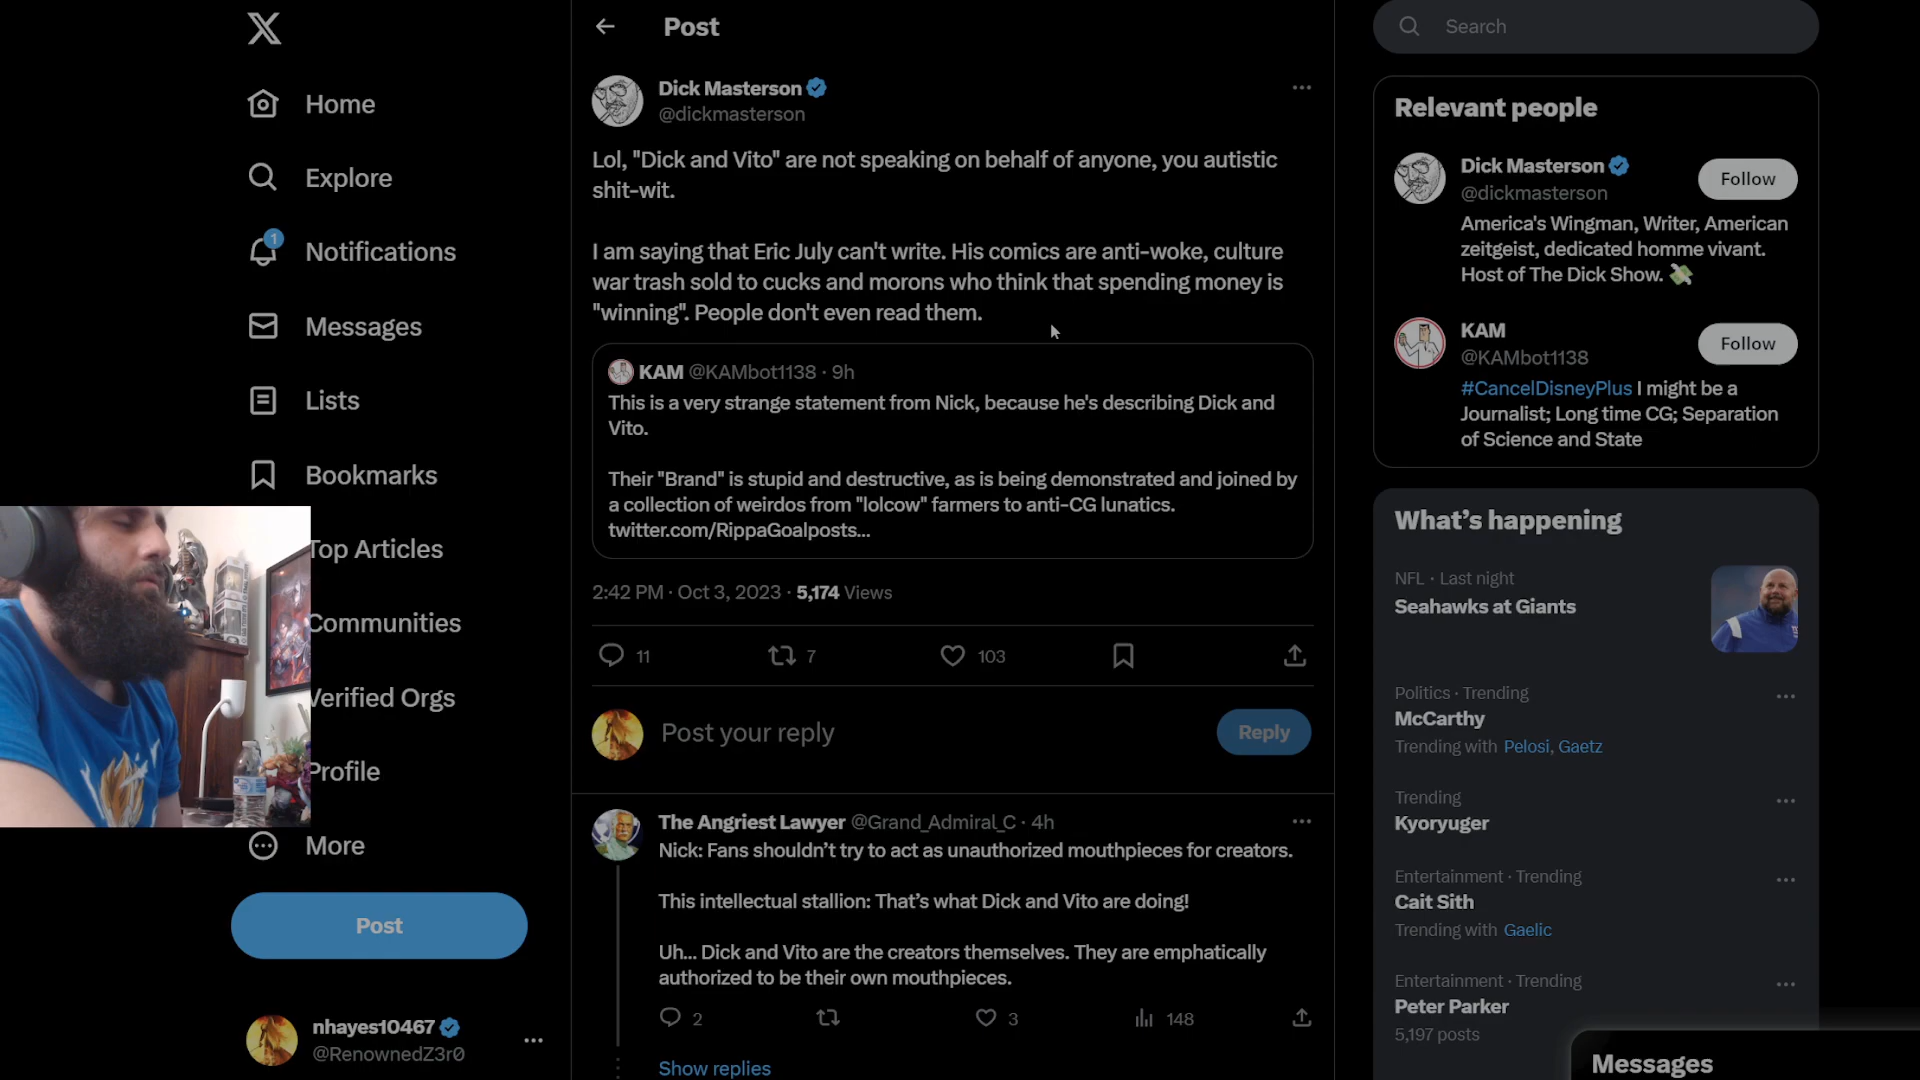 Home
Explore
1
Notifications
Messages
Lists
Bookmarks
Top Articles
Communities
Verified Orgs
Profile
More
Post
nhayes10467
@RenownedZ3r0
Post
Dick Masterson
@dickmasterson
Lol, "Dick and Vito" are not speaking on behalf of anyone, you autistic
shit-wit.
I am saying that Eric July can't write. His comics are anti-woke, culture
war trash sold to cucks and morons who think that spending money is
"winning". People don't even read them.
KAM @KAMbot1138 · 9h
This is a very strange statement from Nick, because he's describing Dick and
Vito.
Their "Brand" is stupid and destructive, as is being demonstrated and joined by
a collection of weirdos from "lolcow" farmers to anti-CG lunatics.
twitter.com/RippaGoalposts...
2:42 PM · Oct 3, 2023 · 5,174 Views
11 7 103
Post your reply
Reply
The Angriest Lawyer @Grand_Admiral_C · 4h
Nick: Fans shouldn’t try to act as unauthorized mouthpieces for creators.
This intellectual stallion: That’s what Dick and Vito are doing!
Uh... Dick and Vito are the creators themselves. They are emphatically
authorized to be their own mouthpieces.
2 3 148
Show replies
Search
Relevant people
Dick Masterson
@dickmasterson
Follow
America's Wingman, Writer, American
zeitgeist, dedicated homme vivant.
Host of The Dick Show.
KAM
@KAMbot1138
Follow
#CancelDisneyPlus I might be a
Journalist; Long time CG; Separation
of Science and State
What’s happening
NFL · Last night
Seahawks at Giants
Politics · Trending
McCarthy
Trending with Pelosi, Gaetz
Trending
Kyoryuger
Entertainment · Trending
Cait Sith
Trending with Gaelic
Entertainment · Trending
Peter Parker
5,197 posts
Messages